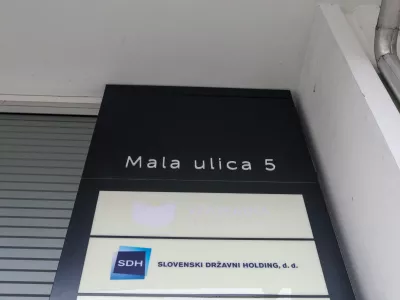 Mala ulica 5
SDH SLOVENSKI DRŽAVNI HOLDING, d. d.